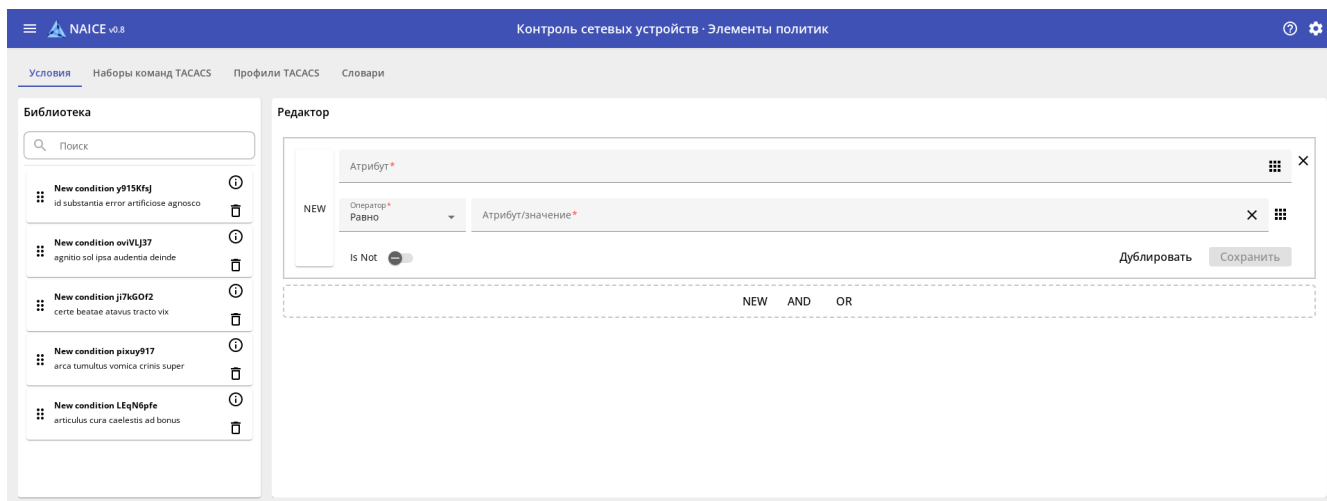 NAICE v0.8
Контроль сетевых устройств · Элементы политик
Условия Наборы команд TACACS Профили TACACS Словари
Библиотека
Поиск
New condition y915KfsJ
id substantia error artificiose agnosco
New condition oviVLJ37
agnitio sol ipsa audentia deinde
New condition ji7kGOf2
certe beatae atavus tracto vix
New condition pixuy917
arca tumultus vomica crinis super
New condition LEqN6pfe
articulus cura caelestis ad bonus
Редактор
NEW
Атрибут*
Оператор*
Равно
Атрибут/значение*
Is Not
Дублировать Сохранить
NEW AND OR